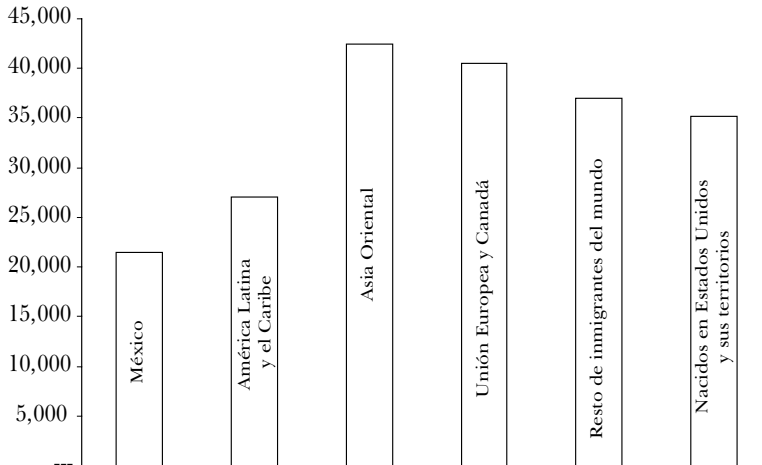 45,000
40,000
35,000
30,000
25,000
20,000
15,000
10,000
5,000
México
América Latina
y el Caribe
Asia Oriental
Unión Europea y Canadá
Resto de inmigrantes del mundo
Nacidos en Estados Unidos
y sus territorios